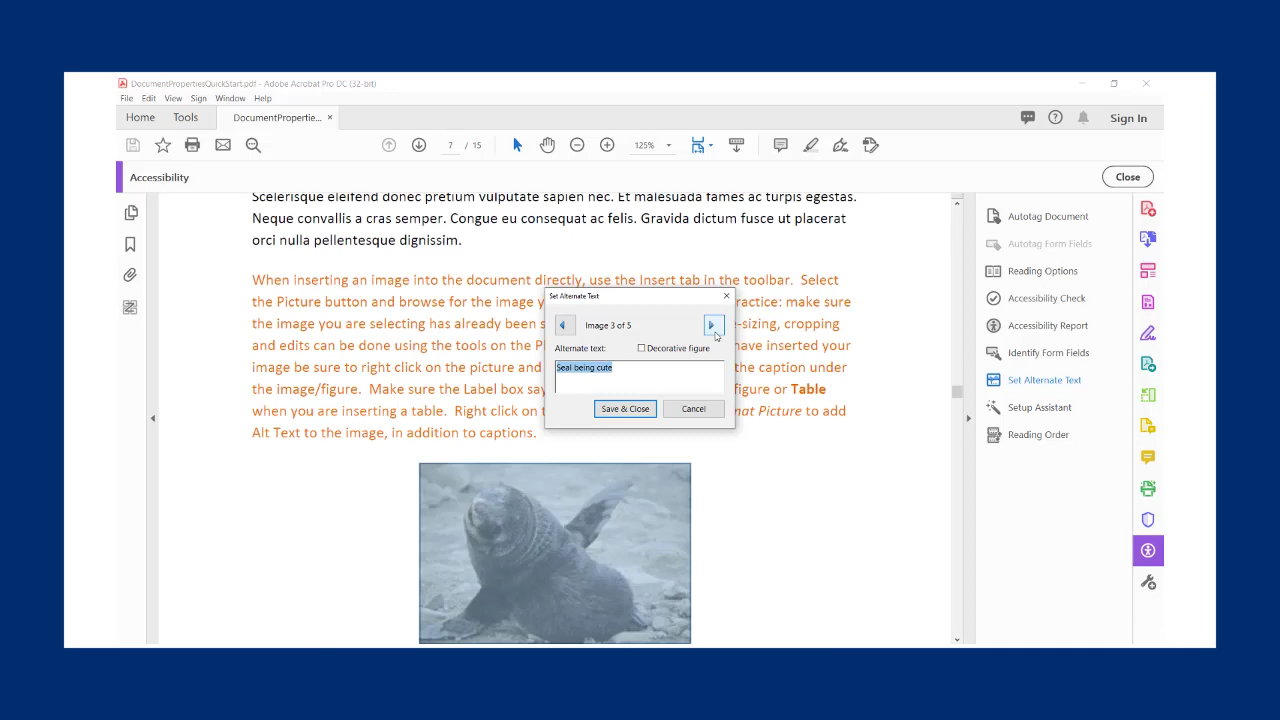 DocumentPropertiesQuickStart.pdf - Adobe Acrobat Pro DC (32-bit)
File Edit View Sign Window Help
Home Tools DocumentPropertie... × Sign In
7 / 15 125%
Accessibility Close
Scelerisque eleifend donec pretium vulputate sapien nec. Et malesuada fames ac turpis egestas.
Neque convallis a cras semper. Congue eu consequat ac felis. Gravida dictum fusce ut placerat
orci nulla pellentesque dignissim.
When inserting an image into the document directly, use the Insert tab in the toolbar. Select
the Picture button and browse for the image y
ractice: make sure
the image you are selecting has already been s
e-sizing, cropping
and edits can be done using the tools on the P
have inserted your
image be sure to right click on the picture and
the caption under
the image/figure. Make sure the Label box say
figure or Table
when you are inserting a table. Right click on t
mat Picture to add
Alt Text to the image, in addition to captions.
Set Alternate Text
Image 3 of 5
Alternate text: Decorative figure
Seal being cute
Save & Close Cancel
Autotag Document
Autotag Form Fields
Reading Options
Accessibility Check
Accessibility Report
Identify Form Fields
Set Alternate Text
Setup Assistant
Reading Order